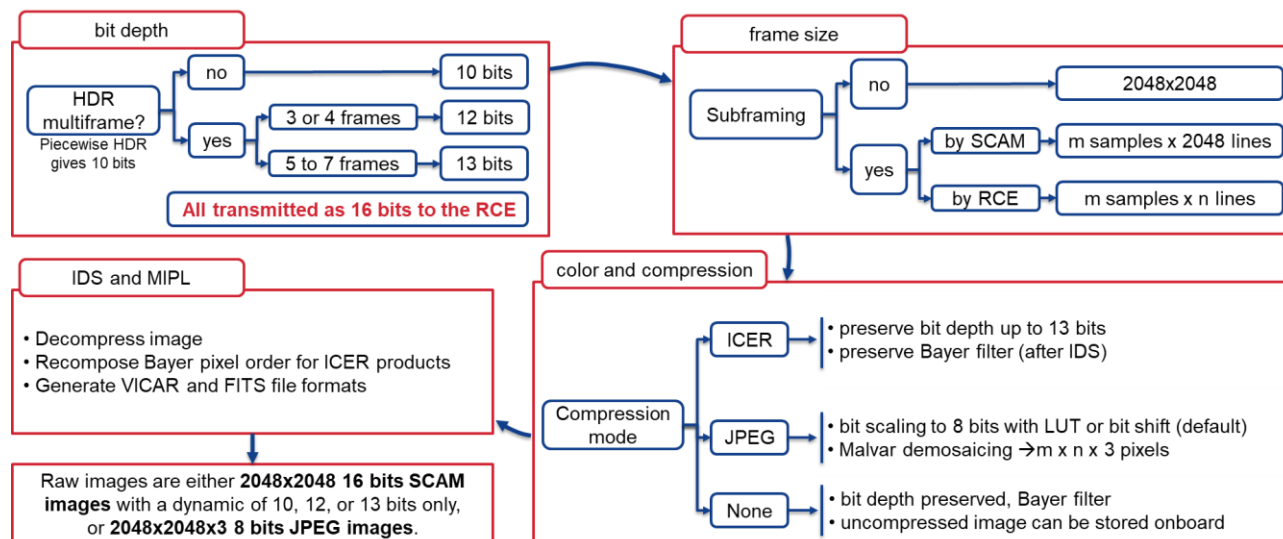 bit depth
HDR
multiframe?
Piecewise HDR
gives 10 bits
no
10 bits
yes
3 or 4 frames
12 bits
5 to 7 frames
13 bits
All transmitted as 16 bits to the RCE
frame size
Subframing
no
2048x2048
yes
by SCAM
m samples x 2048 lines
by RCE
m samples x n lines
color and compression
Compression
mode
ICER
• preserve bit depth up to 13 bits
• preserve Bayer filter (after IDS)
JPEG
• bit scaling to 8 bits with LUT or bit shift (default)
• Malvar demosaicing →m x n x 3 pixels
None
• bit depth preserved, Bayer filter
• uncompressed image can be stored onboard
IDS and MIPL
• Decompress image
• Recompose Bayer pixel order for ICER products
• Generate VICAR and FITS file formats
Raw images are either 2048x2048 16 bits SCAM
images with a dynamic of 10, 12, or 13 bits only,
or 2048x2048x3 8 bits JPEG images.